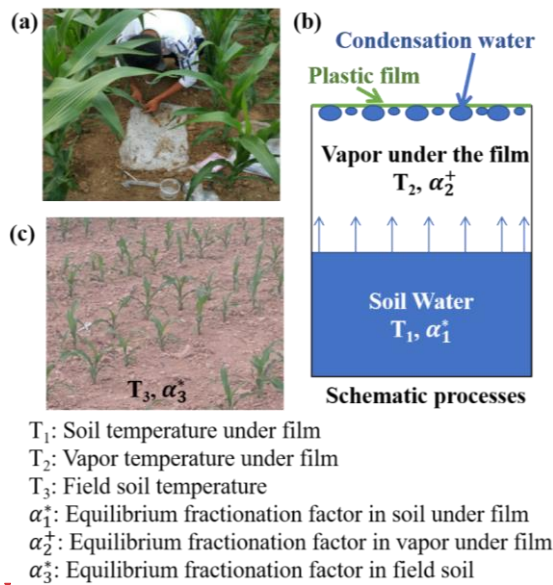 (a)
(b)
Condensation water
Plastic film
Vapor under the film
T₂, α₂⁺
(c)
Soil Water
T₁, α₁*
T₃, α₃*
Schematic processes
T₁: Soil temperature under film
T₂: Vapor temperature under film
T₃: Field soil temperature
α₁*: Equilibrium fractionation factor in soil under film
α₂⁺: Equilibrium fractionation factor in vapor under film
α₃*: Equilibrium fractionation factor in field soil